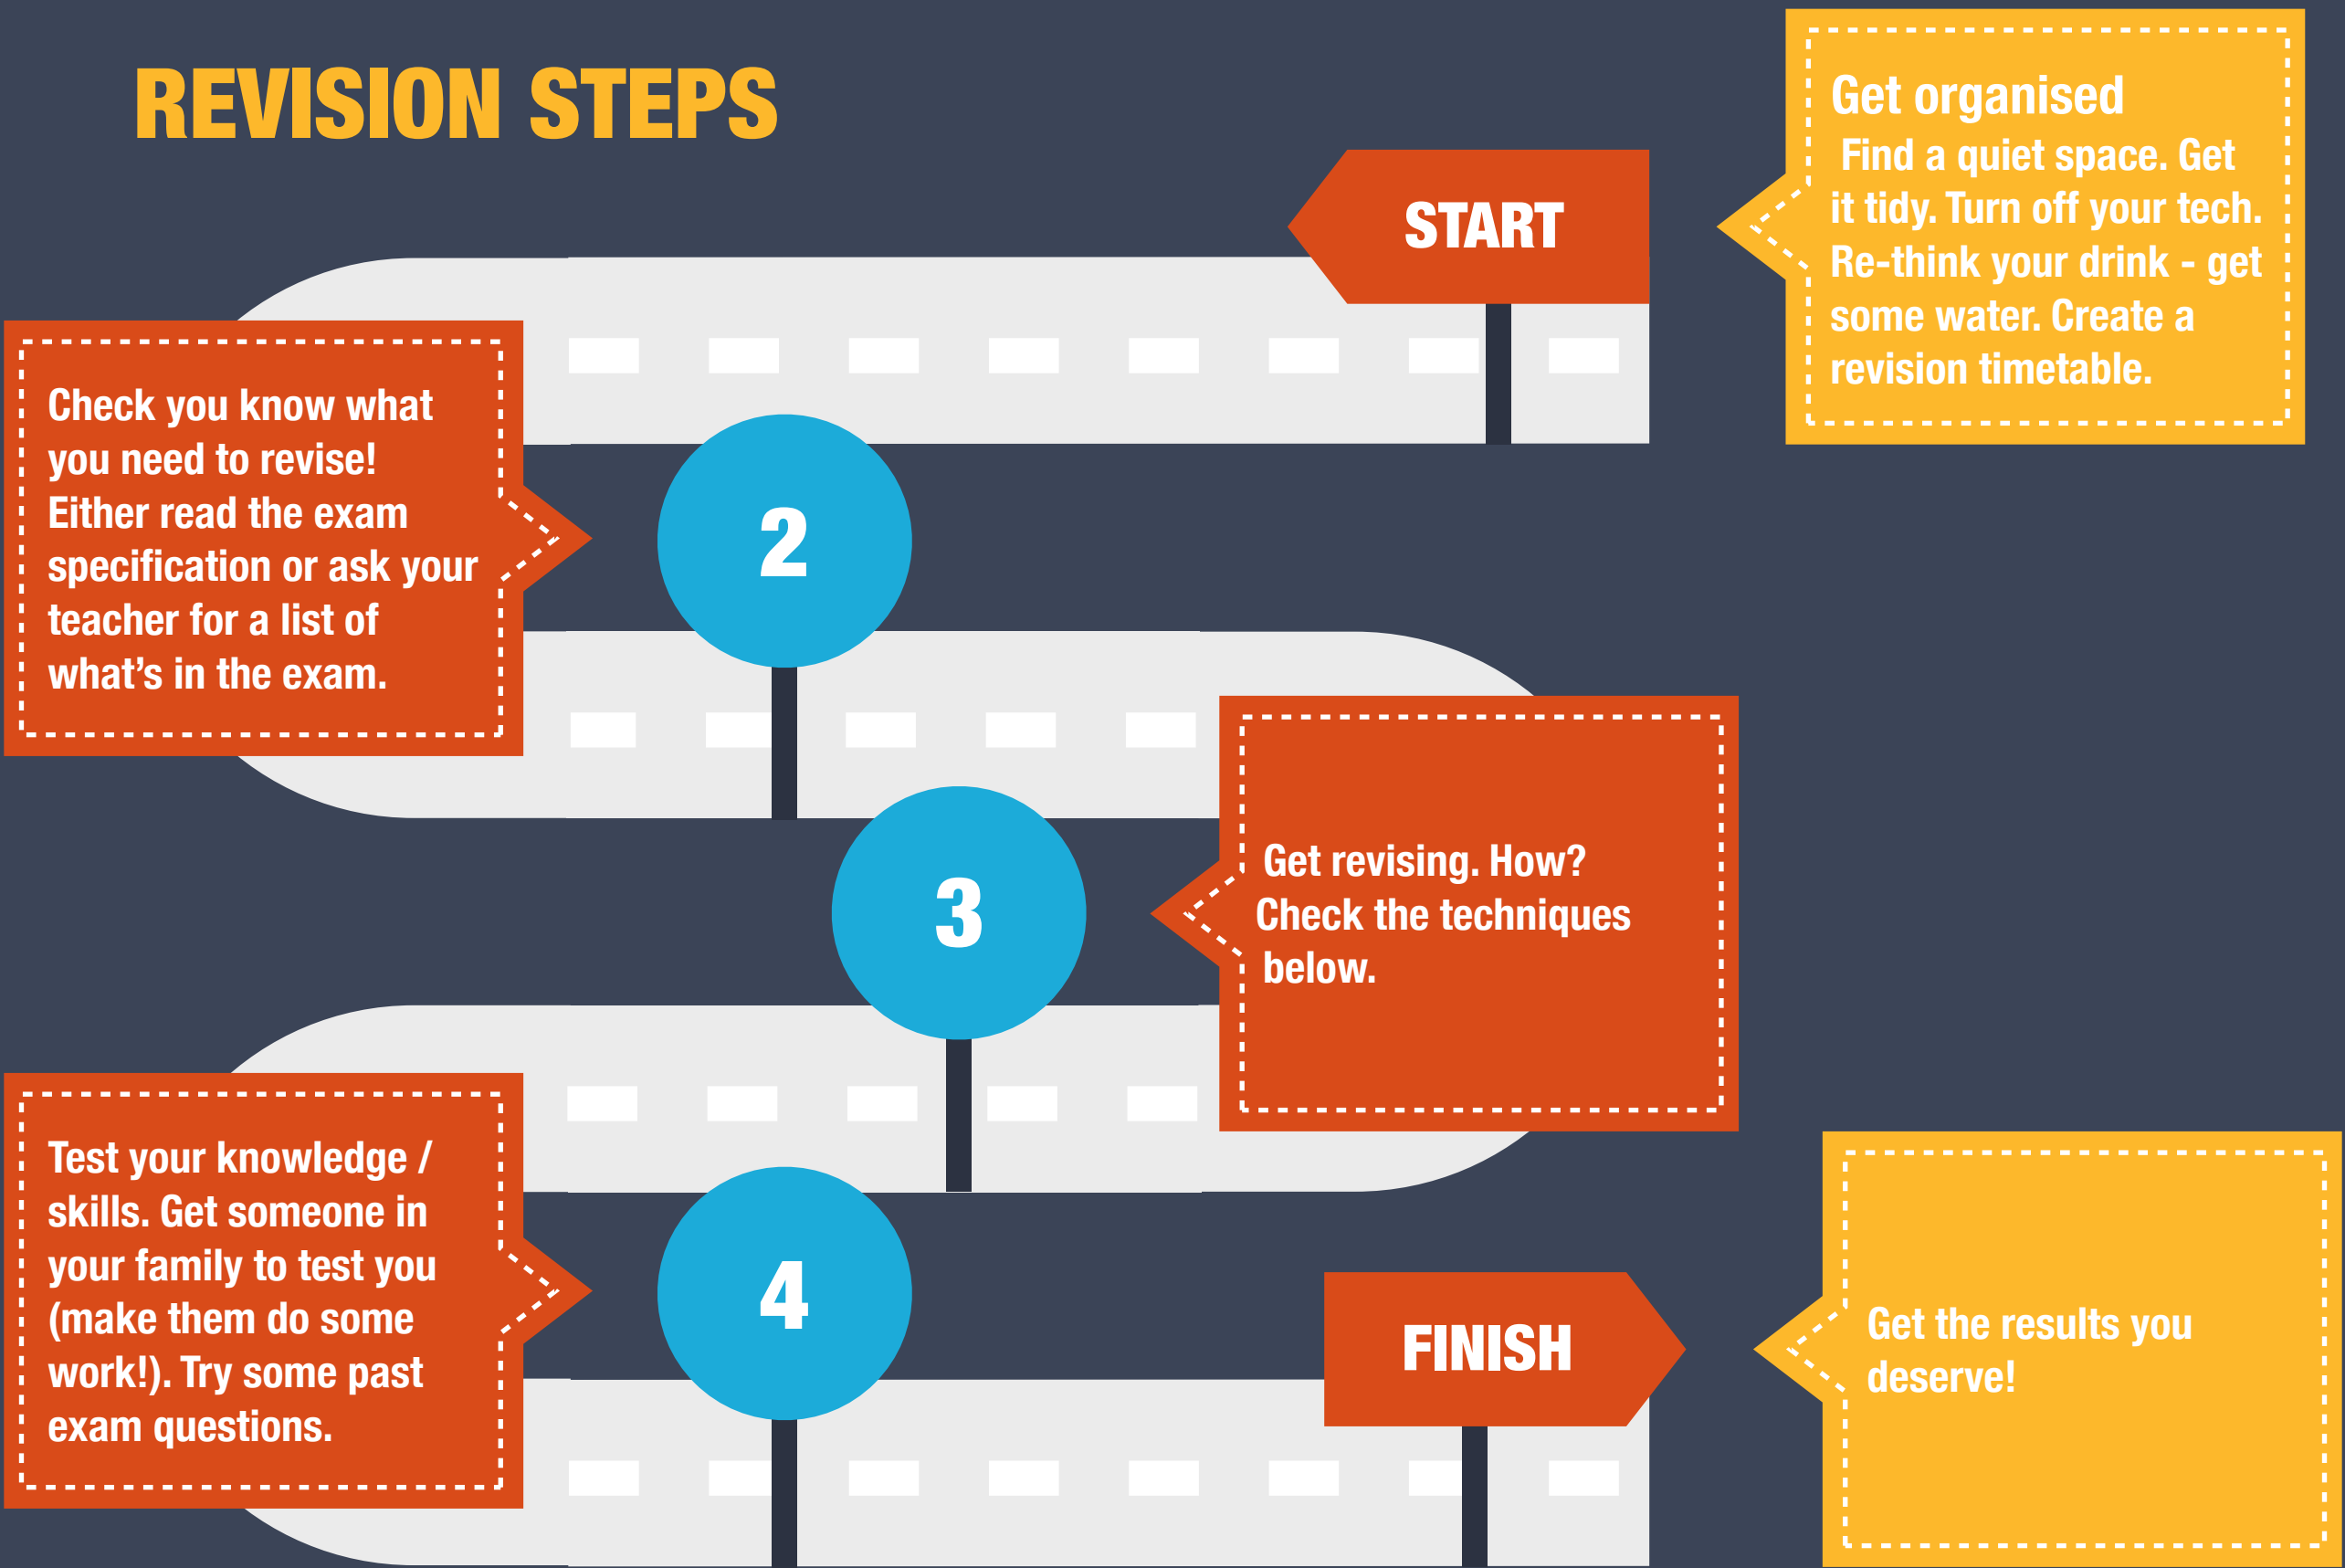 REVISION STEPS
START
Get organised
Find a quiet space. Get
it tidy. Turn off your tech.
Re-think your drink - get
some water. Create a
revision timetable.
2
Check you know what
you need to revise!
Either read the exam
specification or ask your
teacher for a list of
what’s in the exam.
3
Get revising. How?
Check the techniques
below.
4
Test your knowledge /
skills. Get someone in
your family to test you
(make them do some
work!). Try some past
exam questions.
FINISH
Get the results you
deserve!